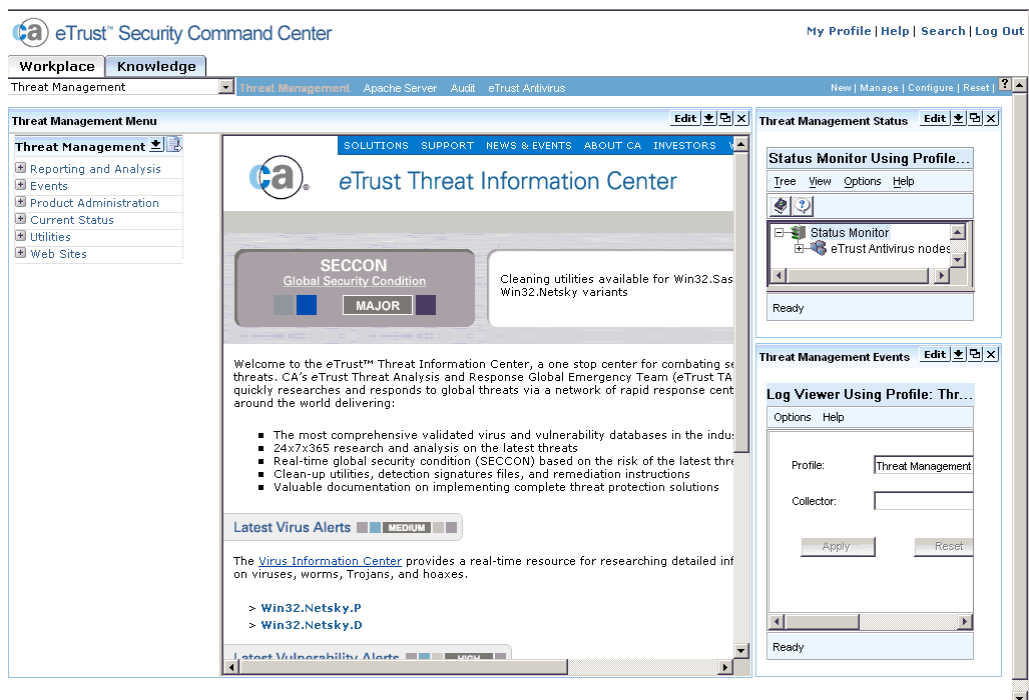 ca eTrust™ Security Command Center
My Profile | Help | Search | Log Out
Workplace Knowledge
Threat Management
Threat Management Apache Server Audit eTrust Antivirus
New | Manage | Configure | Reset | ?
Threat Management Menu
Edit
Threat Management
Reporting and Analysis
Events
Product Administration
Current Status
Utilities
Web Sites
SOLUTIONS SUPPORT NEWS & EVENTS ABOUT CA INVESTORS
ca® eTrust Threat Information Center
SECCON
Global Security Condition
MAJOR
Cleaning utilities available for Win32.Sas
Win32.Netsky variants
Welcome to the eTrust™ Threat Information Center, a one stop center for combating se
threats. CA's eTrust Threat Analysis and Response Global Emergency Team (eTrust TA
quickly researches and responds to global threats via a network of rapid response cent
around the world delivering:
The most comprehensive validated virus and vulnerability databases in the indu
24x7x365 research and analysis on the latest threats
Real-time global security condition (SECCON) based on the risk of the latest thre
Clean-up utilities, detection signatures files, and remediation instructions
Valuable documentation on implementing complete threat protection solutions
Latest Virus Alerts MEDIUM
The Virus Information Center provides a real-time resource for researching detailed inf
on viruses, worms, Trojans, and hoaxes.
> Win32.Netsky.P
> Win32.Netsky.D
Latest Vulnerability Alerts HIGH
Threat Management Status Edit
Status Monitor Using Profile...
Tree View Options Help
Status Monitor
eTrust Antivirus nodes
Ready
Threat Management Events Edit
Log Viewer Using Profile: Thr...
Options Help
Profile: Threat Management
Collector:
Apply Reset
Ready